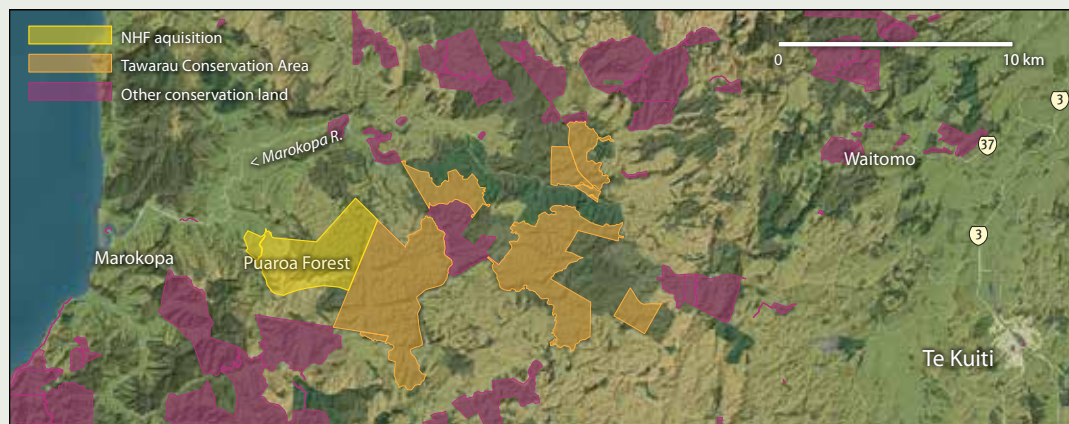 NHF aquisition
Tawarau Conservation Area
Other conservation land
0
10 km
3
< Marokopa R.
Waitomo
37
3
Marokopa
Puaroa Forest
Te Kuiti